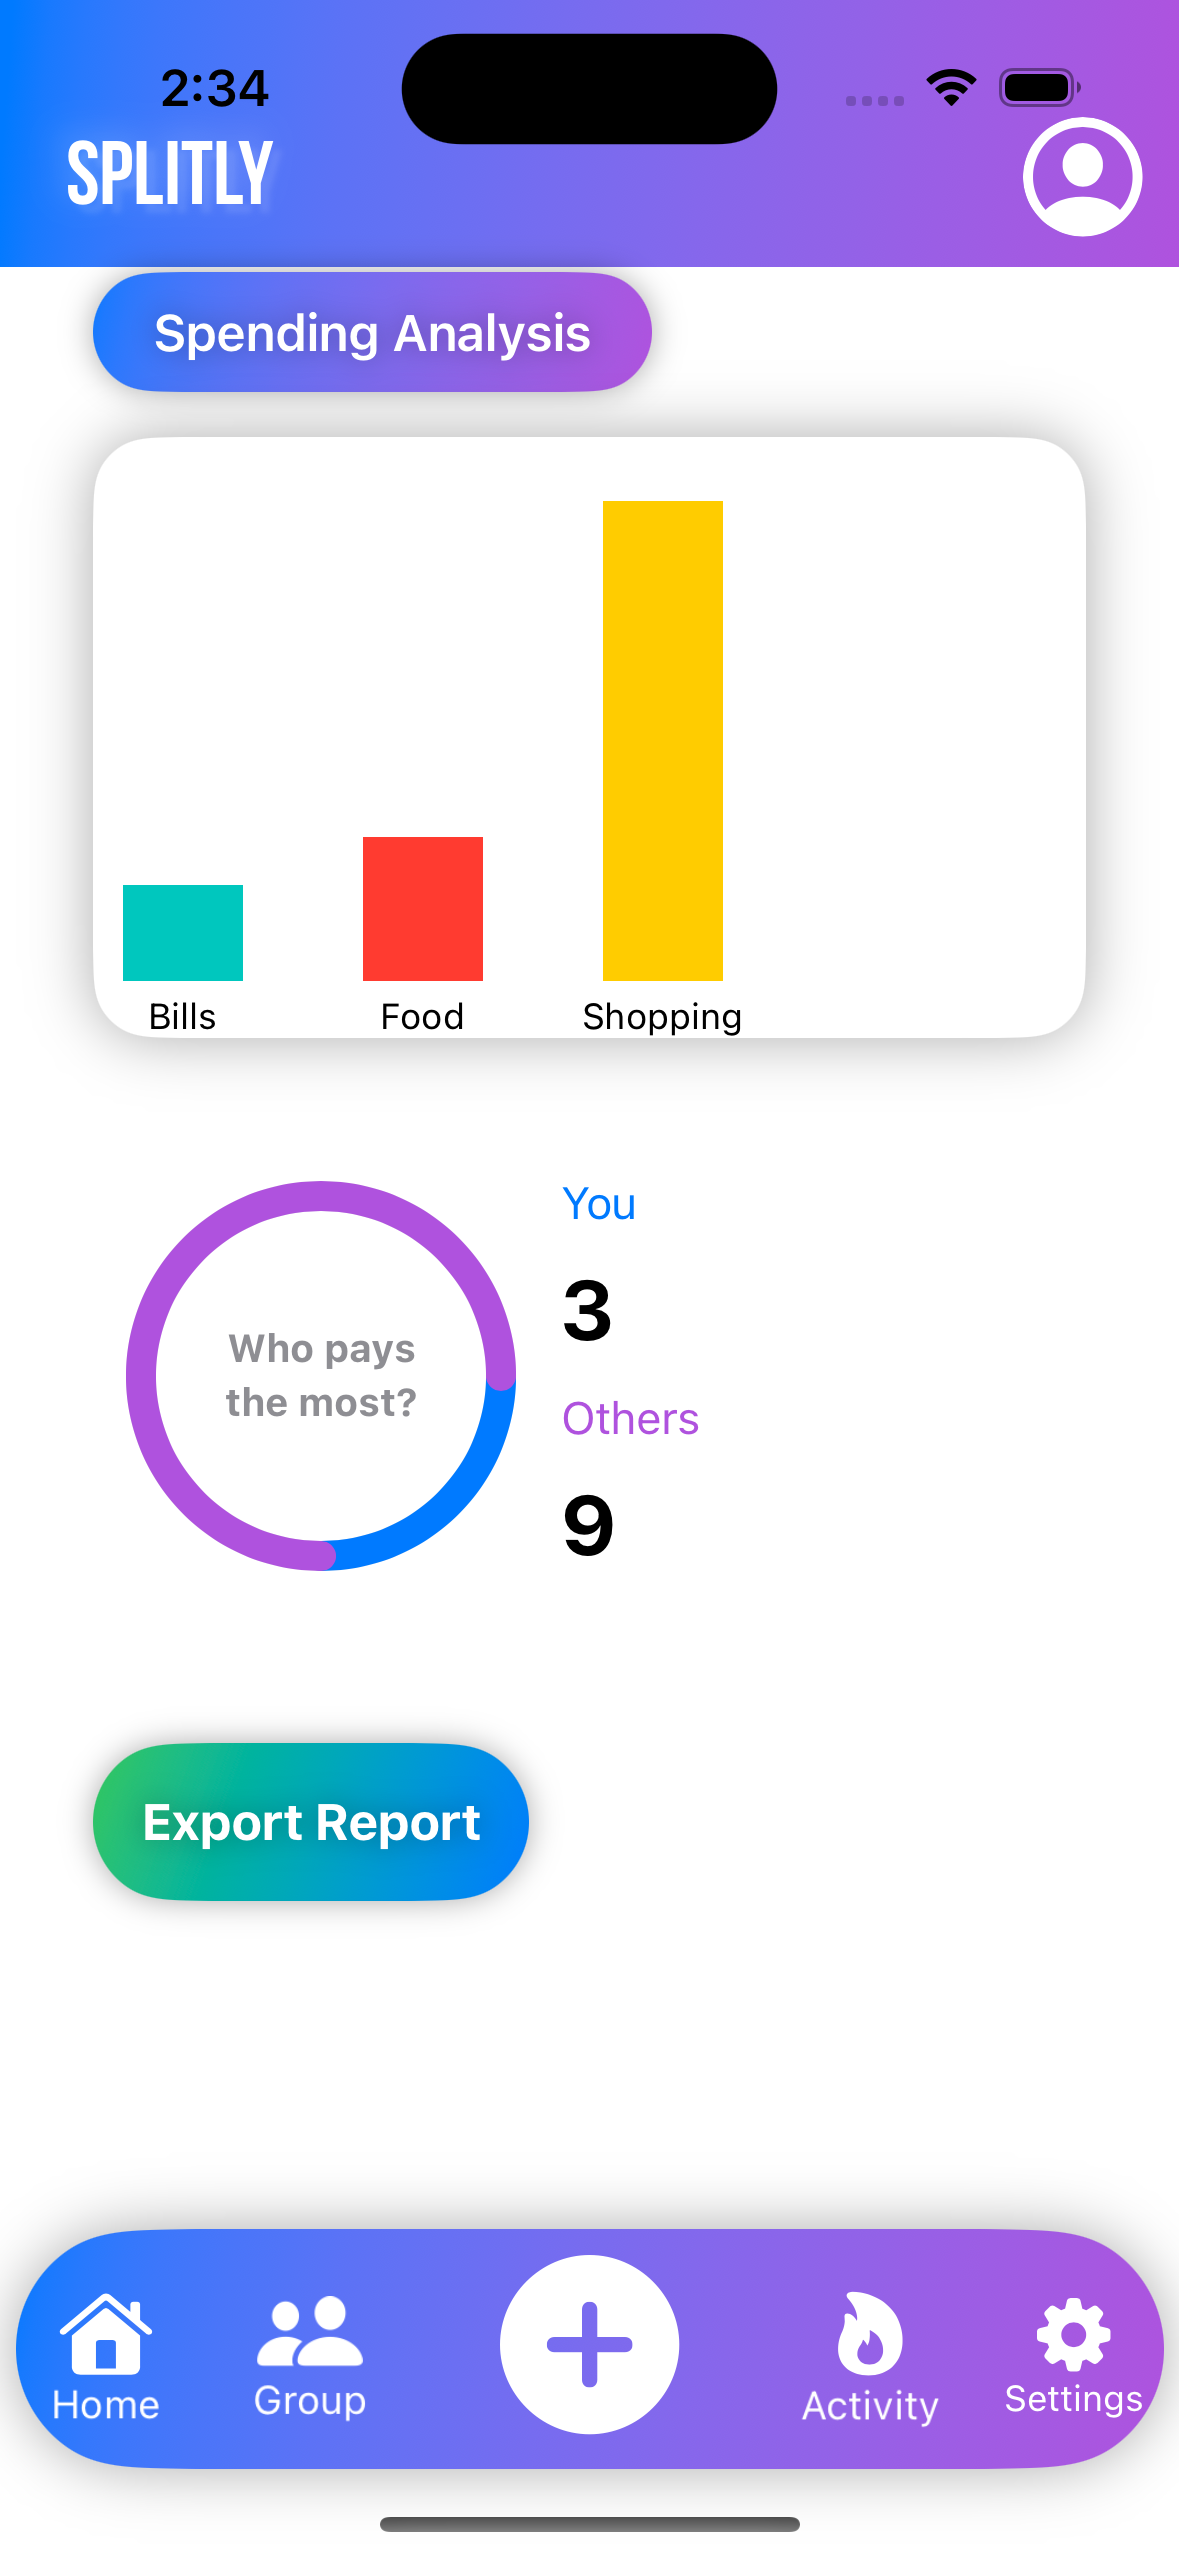 2:34
SPLITLY
Spending Analysis
Bills
Food
Shopping
You
3
Who pays
the most?
Others
9
Export Report
Home
Group
Activity
Settings